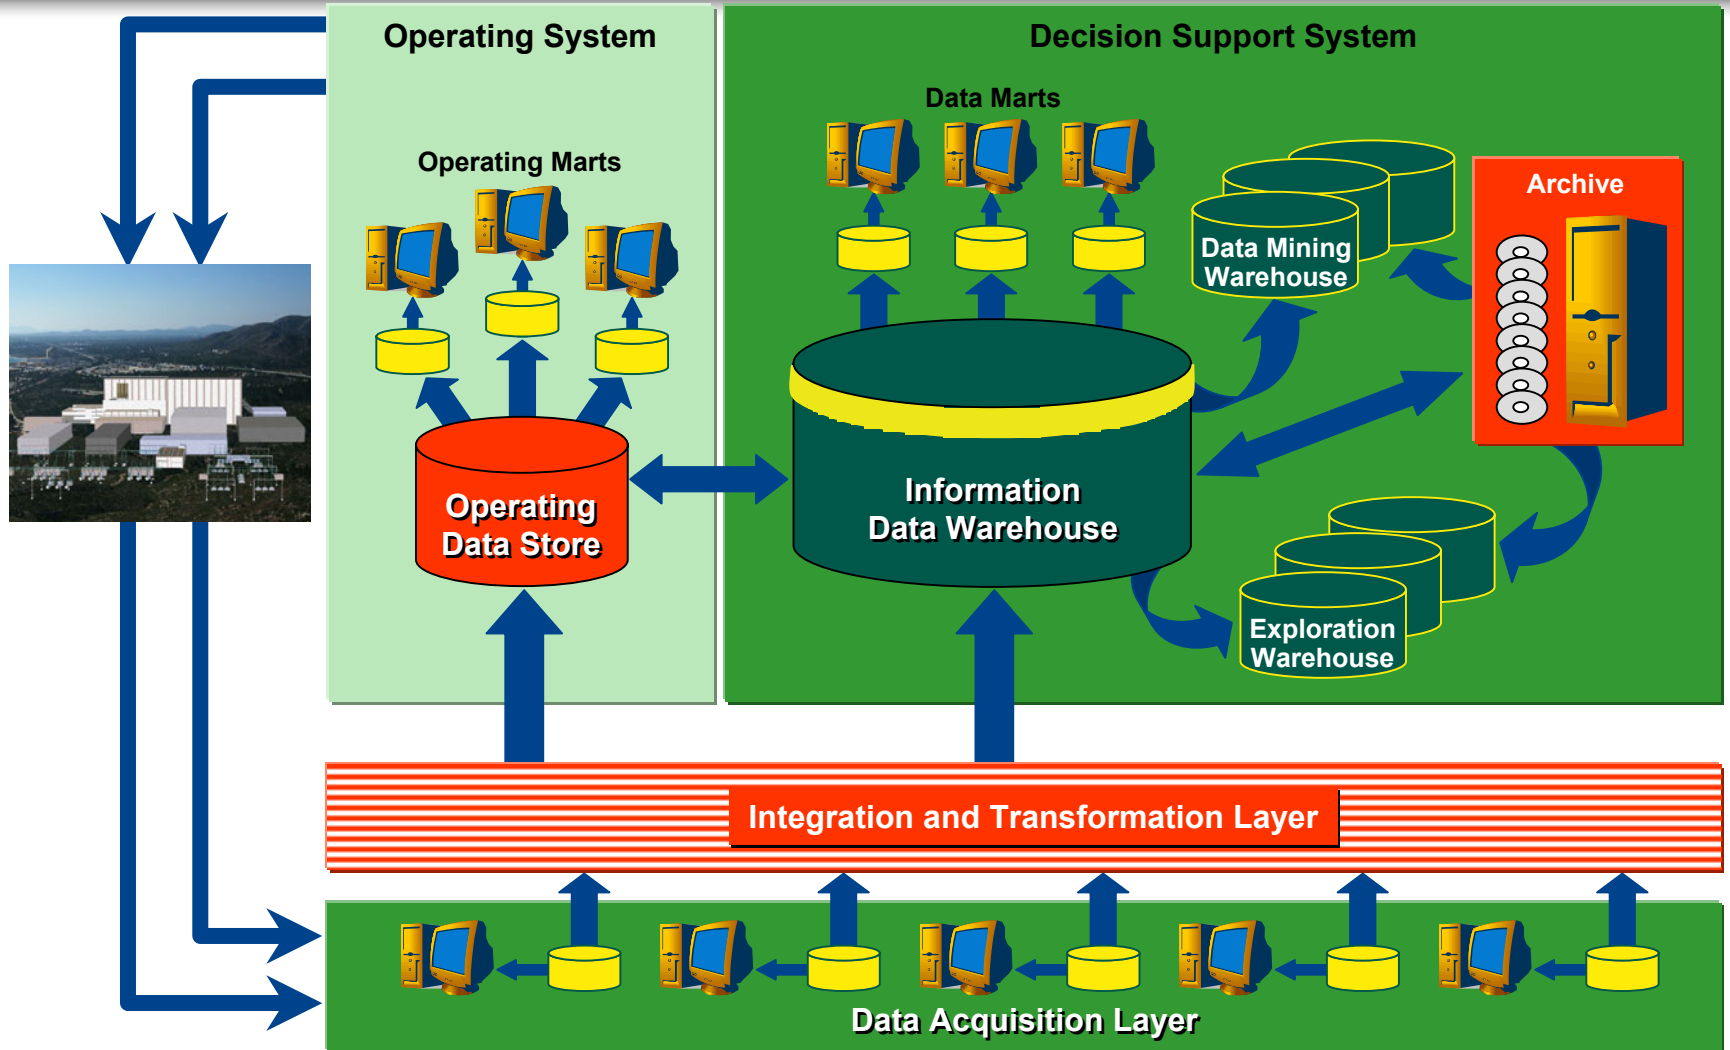 Operating System
Decision Support System
Data Marts
Operating Marts
Archive
Data Mining
Warehouse
Information
Data Warehouse
Operating
Data Store
Exploration
Warehouse
Integration and Transformation Layer
Data Acquisition Layer